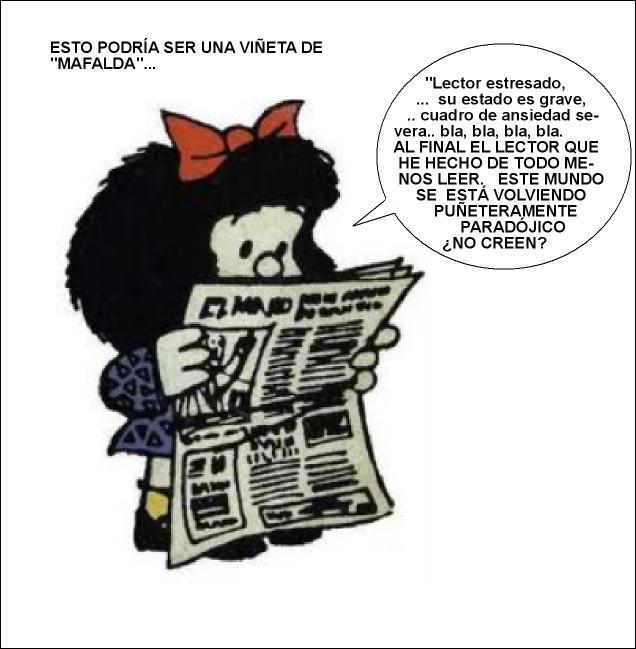 ESTO PODRÍA SER UNA VIÑETA DE
"MAFALDA"...
"Lector estresado,
... su estado es grave,
.. cuadro de ansiedad se-
vera.. bla, bla, bla, bla.
AL FINAL EL LECTOR QUE
HE HECHO DE TODO ME-
NOS LEER. ESTE MUNDO
SE ESTÁ VOLVIENDO
PUÑETERAMENTE
PARADÓJICO
¿NO CREEN?